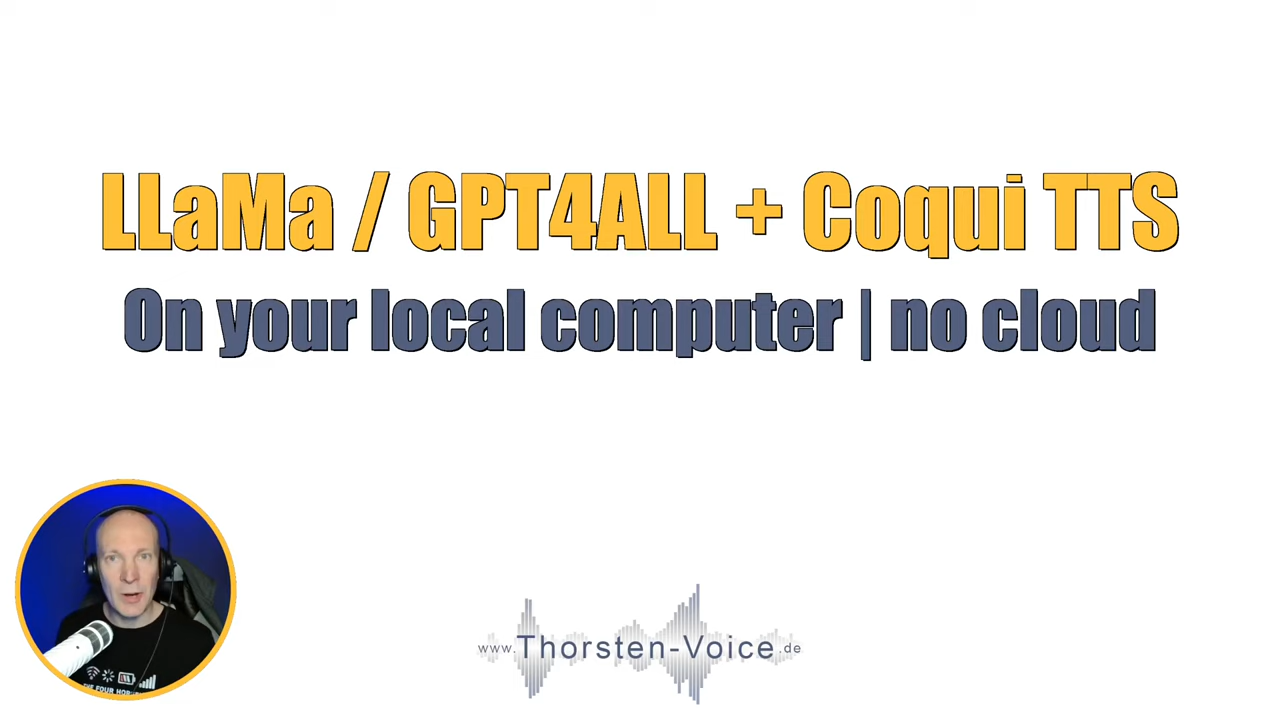 LLaMa / GPT4ALL + Coqui TTS
On your local computer | no cloud
www.Thorsten-Voice.de